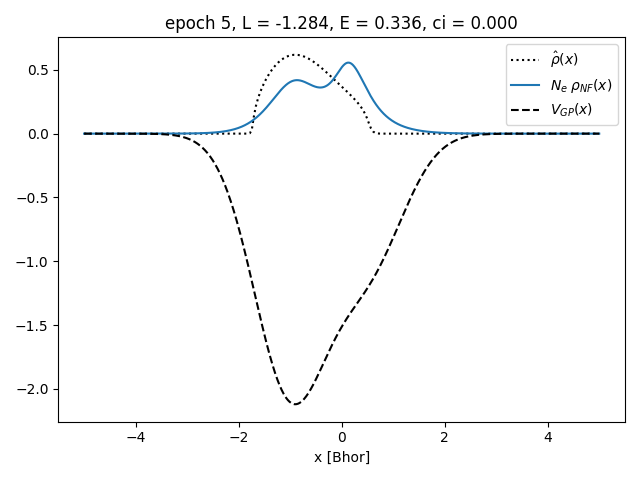 epoch 5, L = -1.284, E = 0.336, ci = 0.000
ρ̂(x)
N_e ρ_NF(x)
V_GP(x)
0.5
0.0
−0.5
−1.0
−1.5
−2.0
−4 −2 0 2 4
x [Bhor]